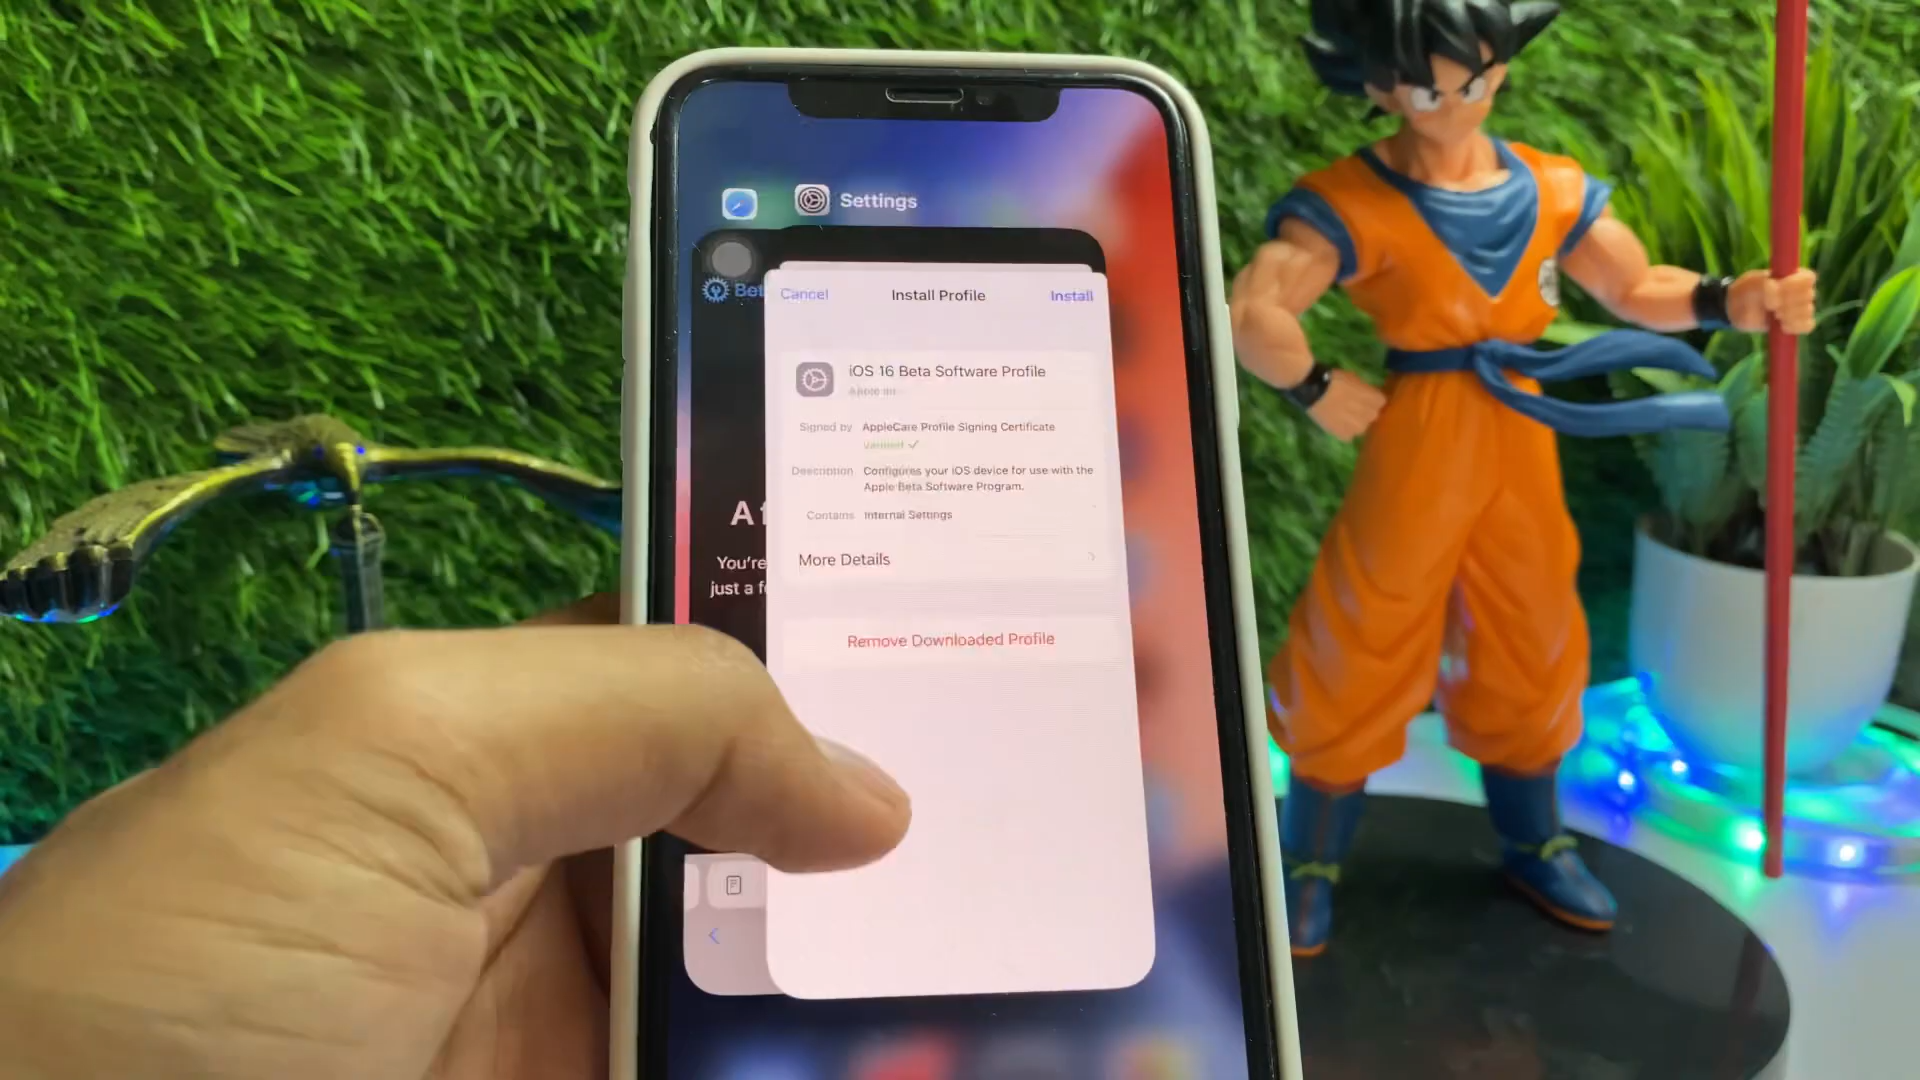 Settings
Bet
Cancel
Install Profile
Install
iOS 16 Beta Software Profile
Signed by AppleCare Profile Signing Certificate
Verified
Description Configures your iOS device for use with the
Apple Beta Software Program.
Contains Internal Settings
More Details
Remove Downloaded Profile
A f
You're
just a f